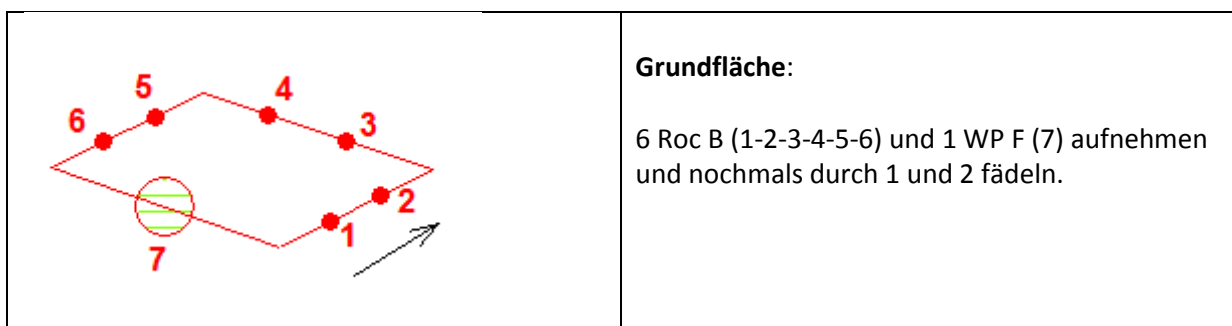 5
4
6
3
2
1
7
Grundfläche:
6 Roc B (1-2-3-4-5-6) und 1 WP F (7) aufnehmen
und nochmals durch 1 und 2 fädeln.